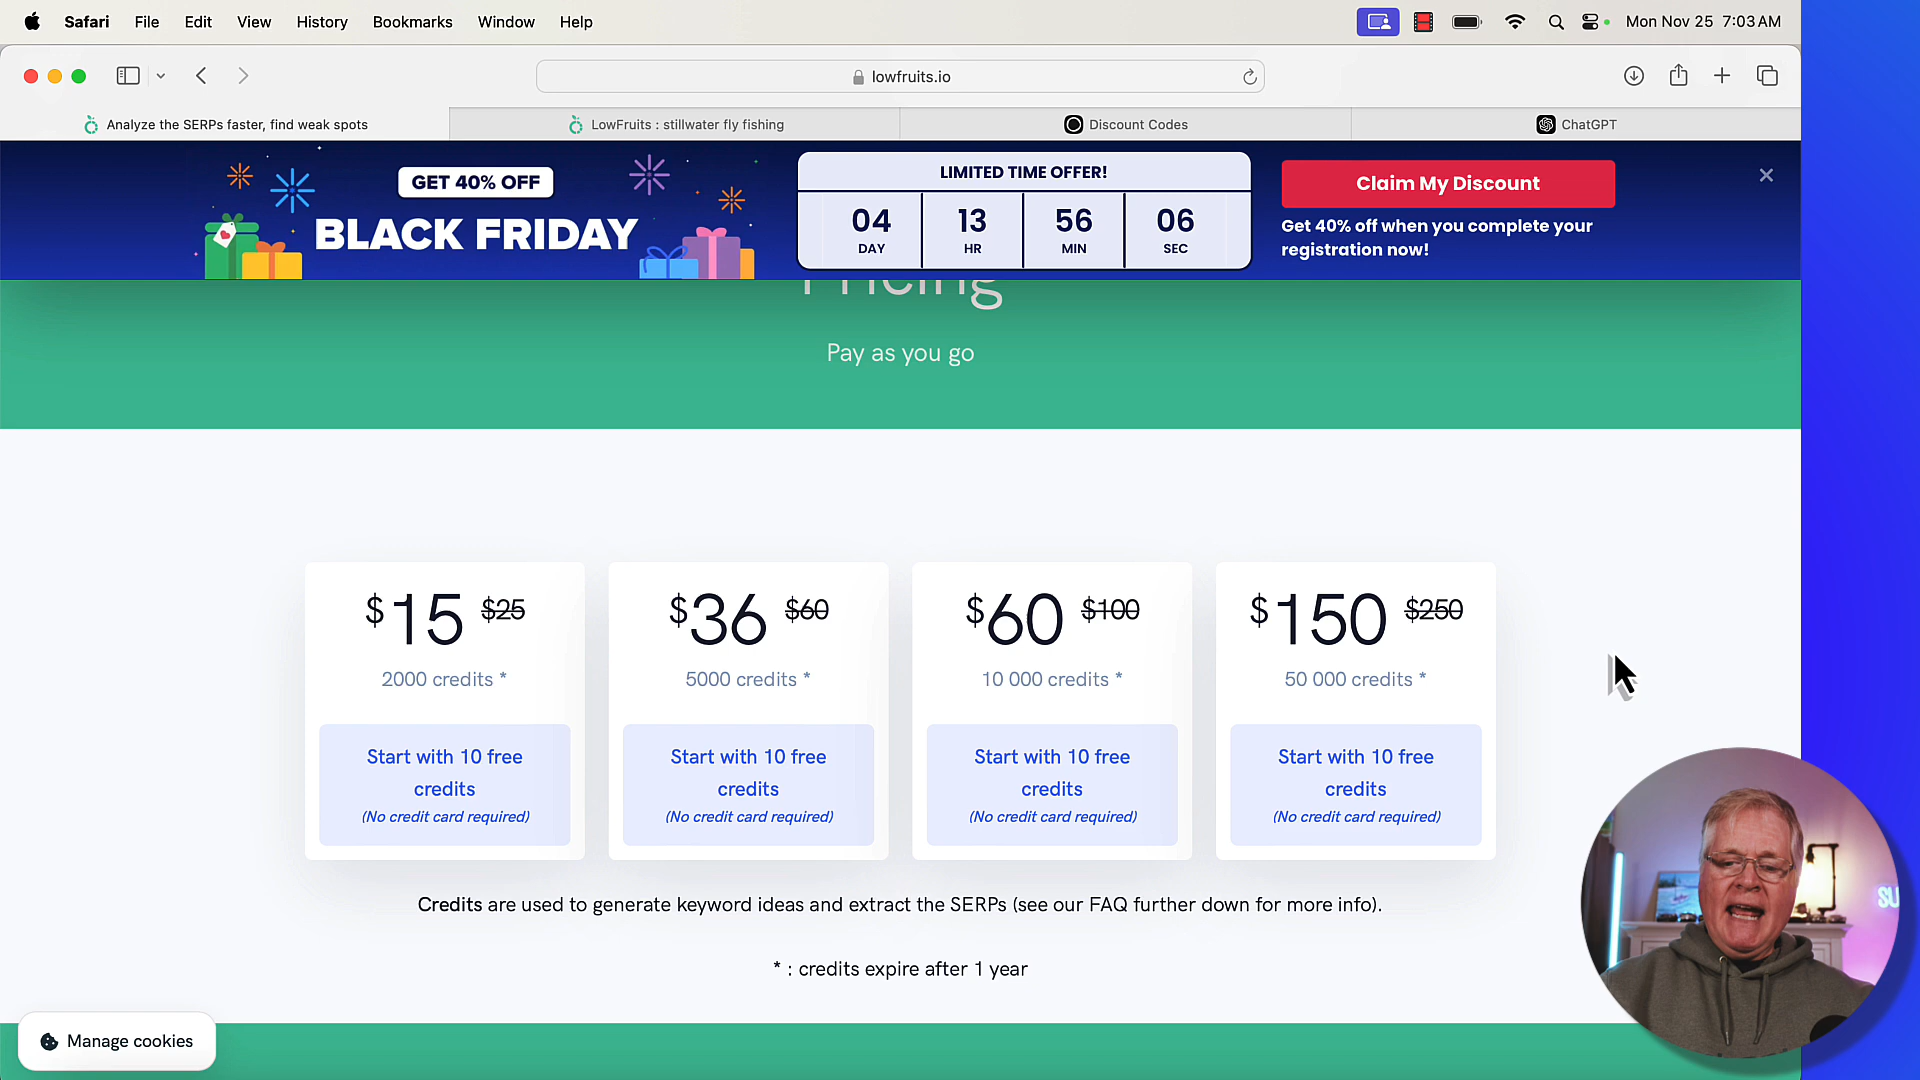 Safari File Edit View History Bookmarks Window Help
Mon Nov 25 7:03 AM
lowfruits.io
Analyze the SERPs faster, find weak spots
LowFruits : stillwater fly fishing
Discount Codes
ChatGPT
GET 40% OFF
BLACK FRIDAY
LIMITED TIME OFFER!
04 13 56 06
DAY HR MIN SEC
Claim My Discount
Get 40% off when you complete your
registration now!
Pricing
Pay as you go
$15 $25
2000 credits *
Start with 10 free
credits
(No credit card required)
$36 $60
5000 credits *
Start with 10 free
credits
(No credit card required)
$60 $100
10 000 credits *
Start with 10 free
credits
(No credit card required)
$150 $250
50 000 credits *
Start with 10 free
credits
(No credit card required)
Credits are used to generate keyword ideas and extract the SERPs (see our FAQ further down for more info).
* : credits expire after 1 year
Manage cookies